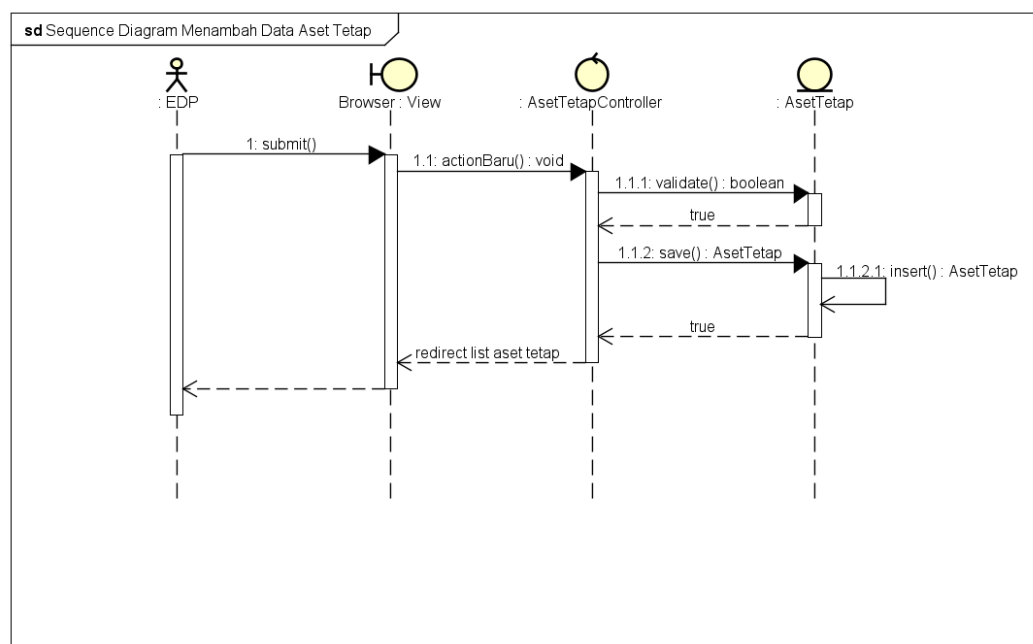 sd Sequence Diagram Menambah Data Aset Tetap
: EDP
Browser : View
: AsetTetapController
: AsetTetap
1: submit()
1.1: actionBaru() : void
1.1.1: validate() : boolean
true
1.1.2: save() : AsetTetap
1.1.2.1: insert() : AsetTetap
true
redirect list aset tetap